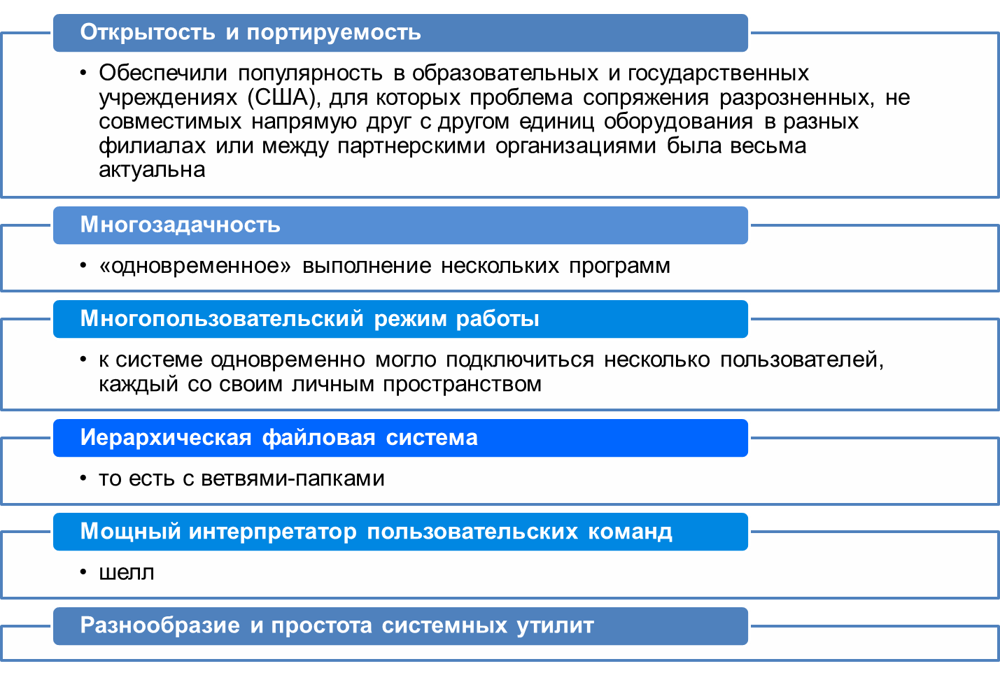 Открытость и портируемость
• Обеспечили популярность в образовательных и государственных
учреждениях (США), для которых проблема сопряжения разрозненных, не
совместимых напрямую друг с другом единиц оборудования в разных
филиалах или между партнерскими организациями была весьма
актуальна
Многозадачность
• «одновременное» выполнение нескольких программ
Многопользовательский режим работы
• к системе одновременно могло подключиться несколько пользователей,
каждый со своим личным пространством
Иерархическая файловая система
• то есть с ветвями-папками
Мощный интерпретатор пользовательских команд
• шелл
Разнообразие и простота системных утилит